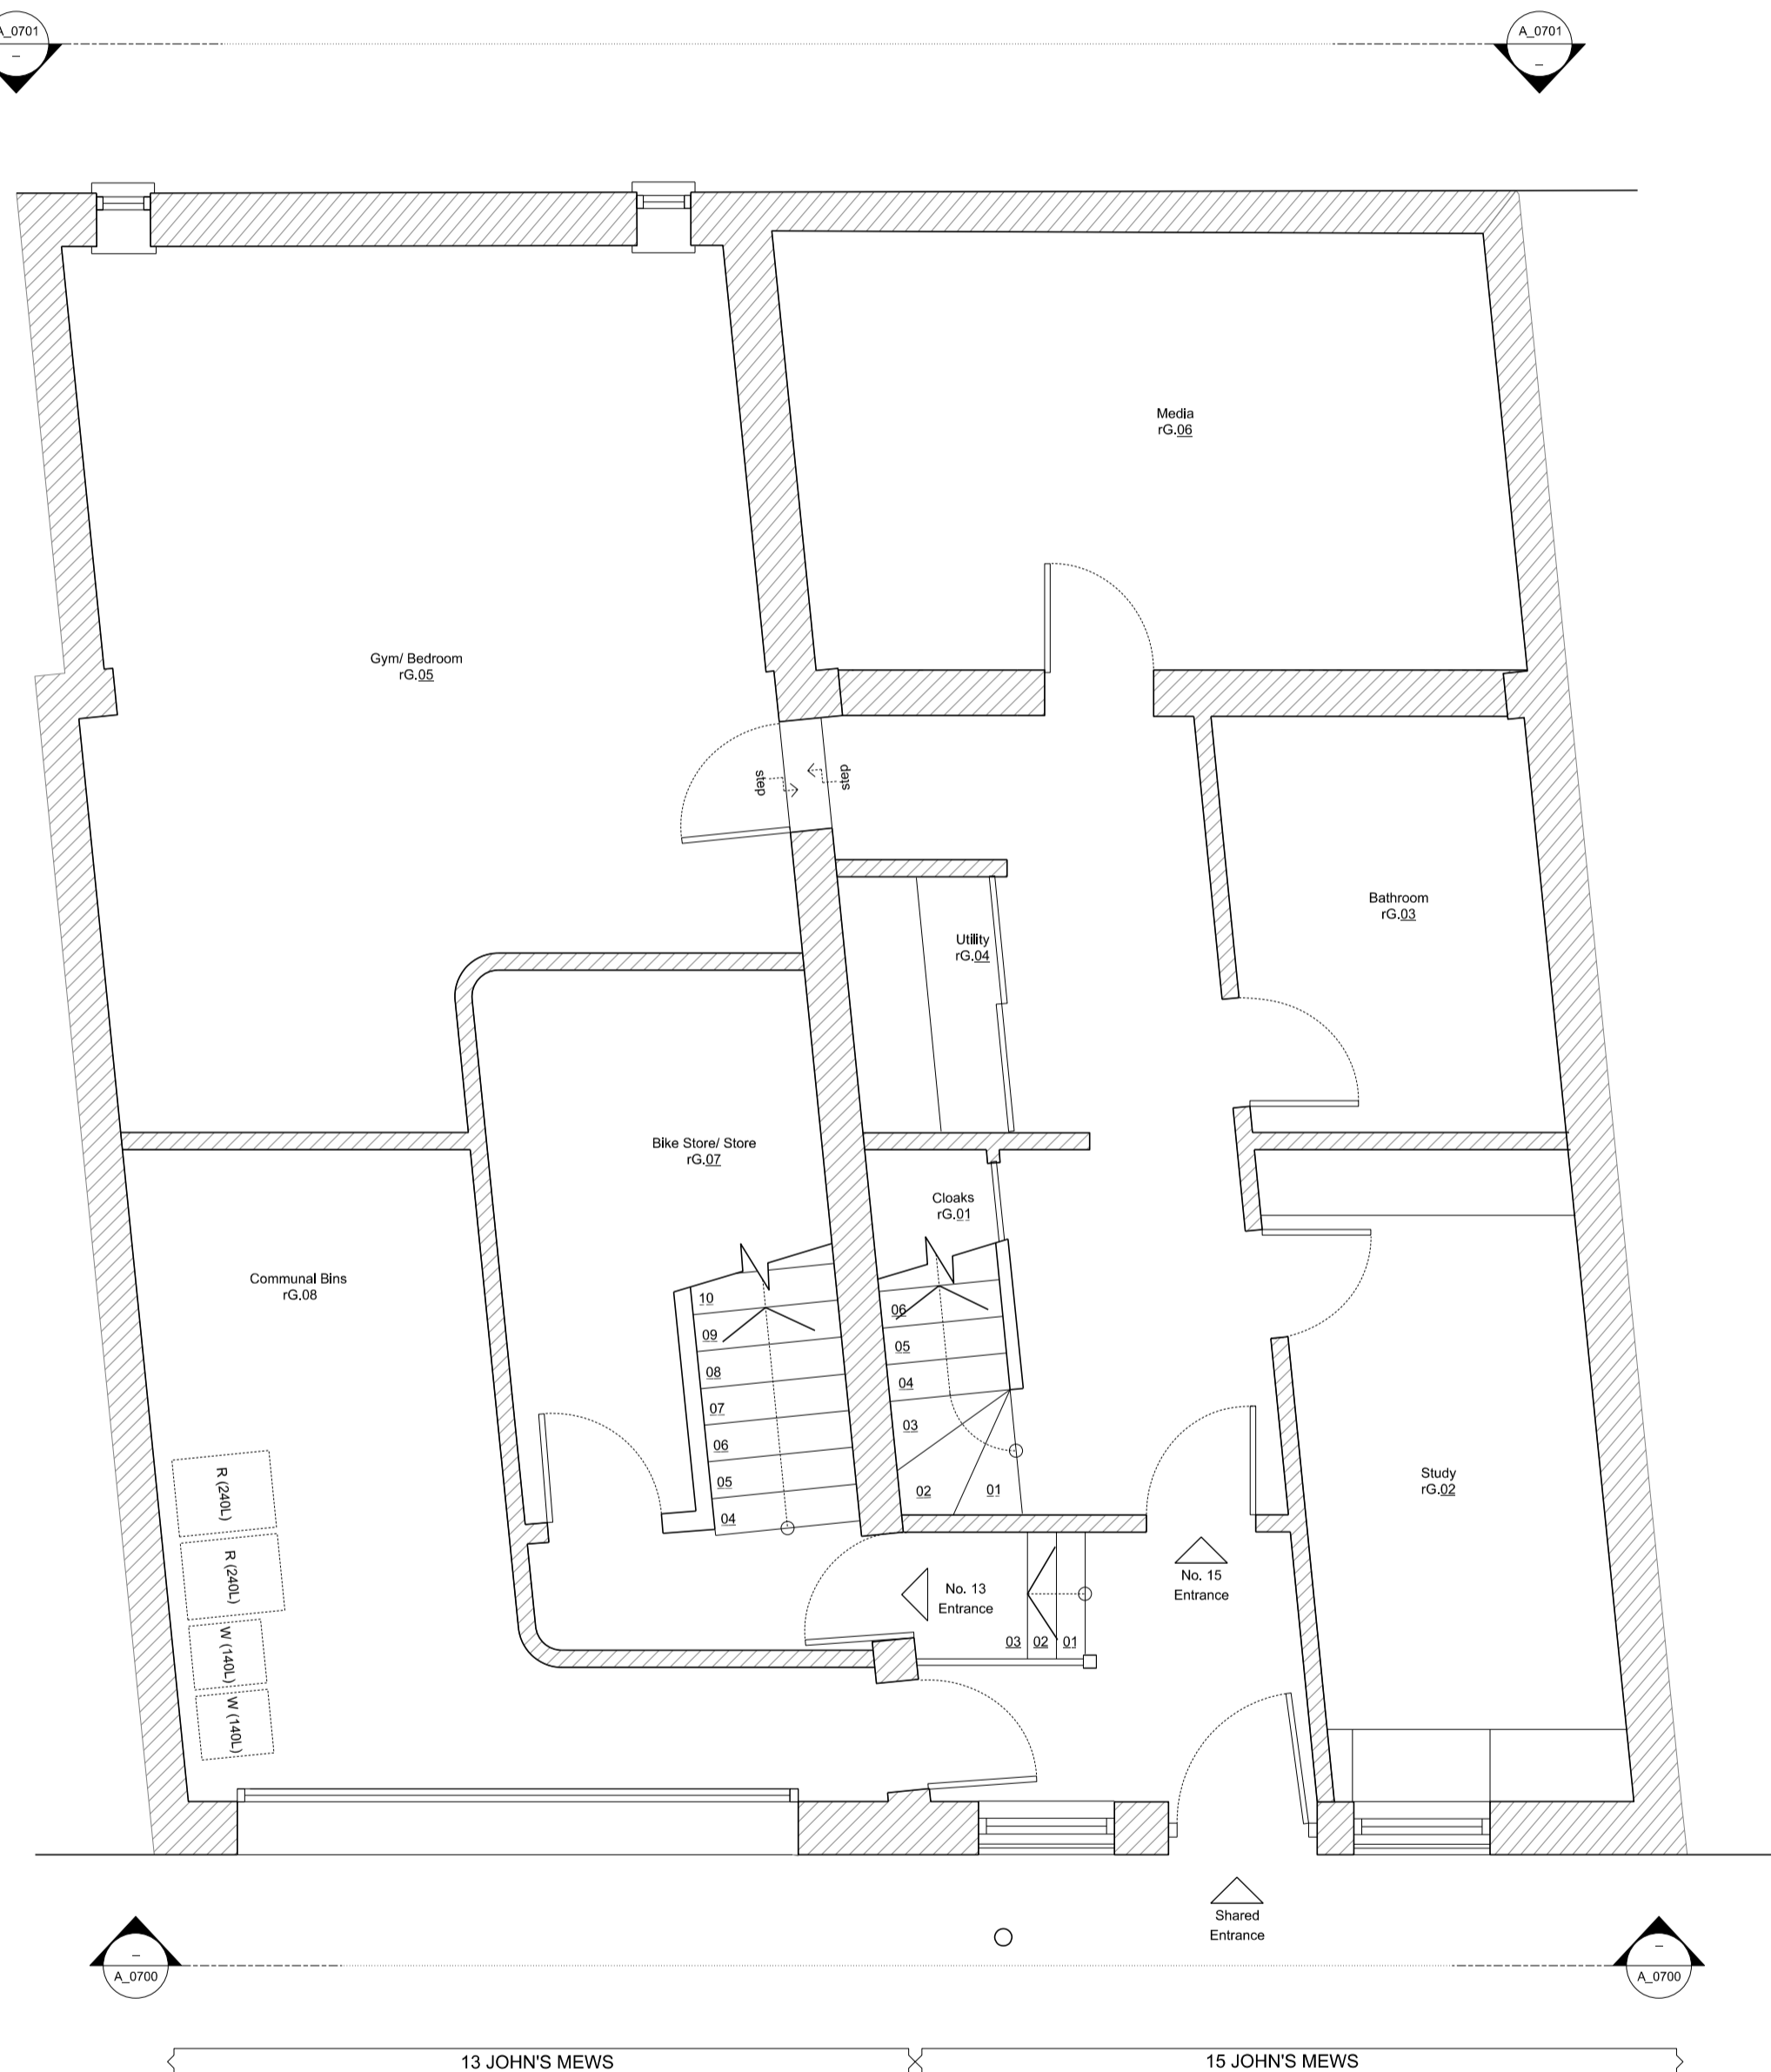 A_0701
–
A_0701
–
Media
rG.06
Gym/ Bedroom
rG.05
step
step
Bathroom
rG.03
Utility
rG.04
Bike Store/ Store
rG.07
Cloaks
rG.01
Communal Bins
rG.08
10
09
08
07
06
05
04
06
05
04
03
02
01
R (240L)
R (240L)
W (140L)
W (140L)
Study
rG.02
No. 13
Entrance
03
02
01
No. 15
Entrance
Shared
Entrance
–
A_0700
–
A_0700
13 JOHN'S MEWS
15 JOHN'S MEWS